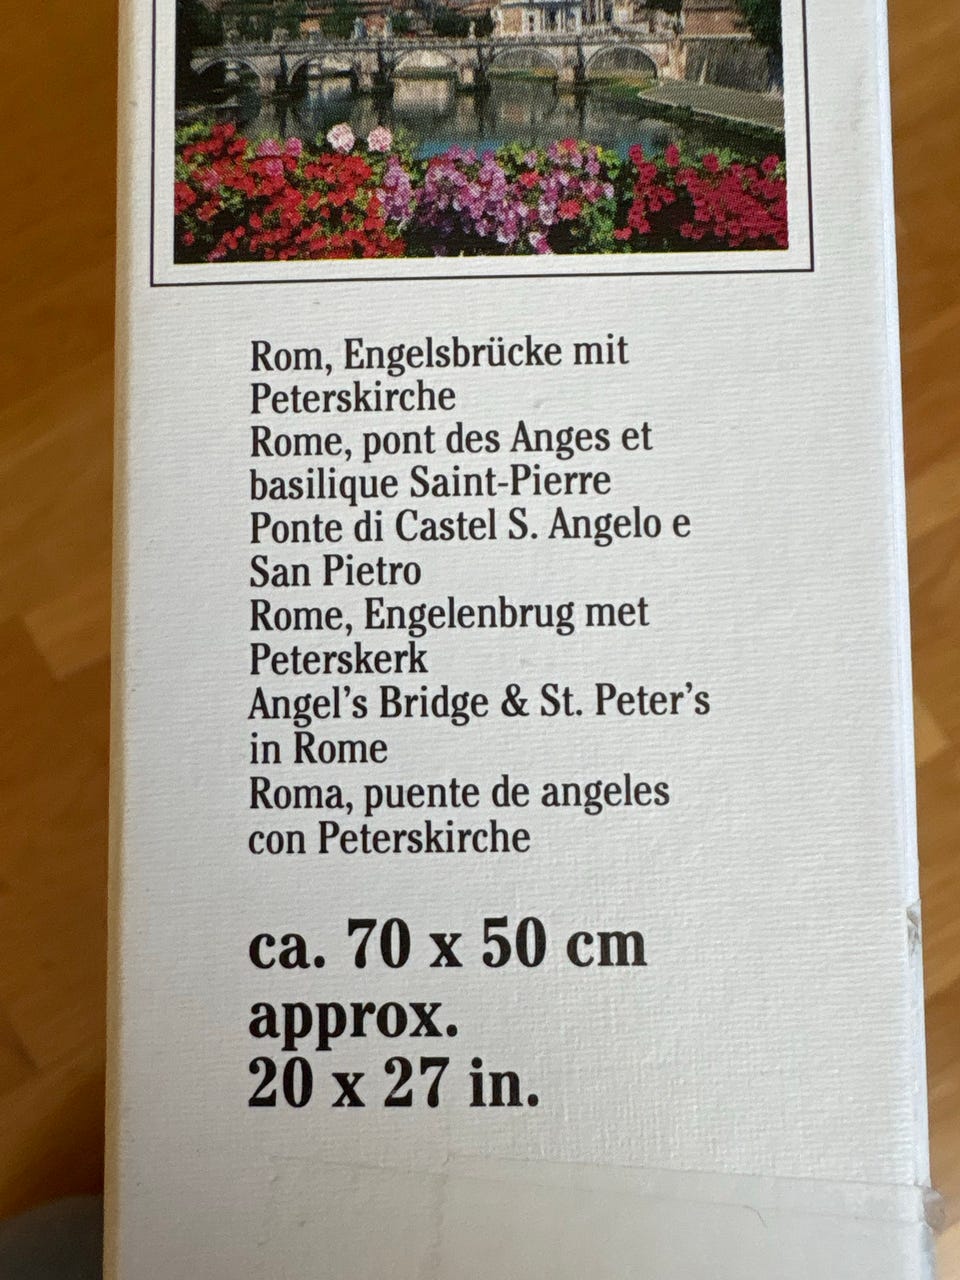 Rom, Engelsbrücke mit
Peterskirche
Rome, pont des Anges et
basilique Saint-Pierre
Ponte di Castel S. Angelo e
San Pietro
Rome, Engelenbrug met
Peterskerk
Angel's Bridge & St. Peter's
in Rome
Roma, puente de angeles
con Peterskirche
ca. 70 x 50 cm
approx.
20 x 27 in.